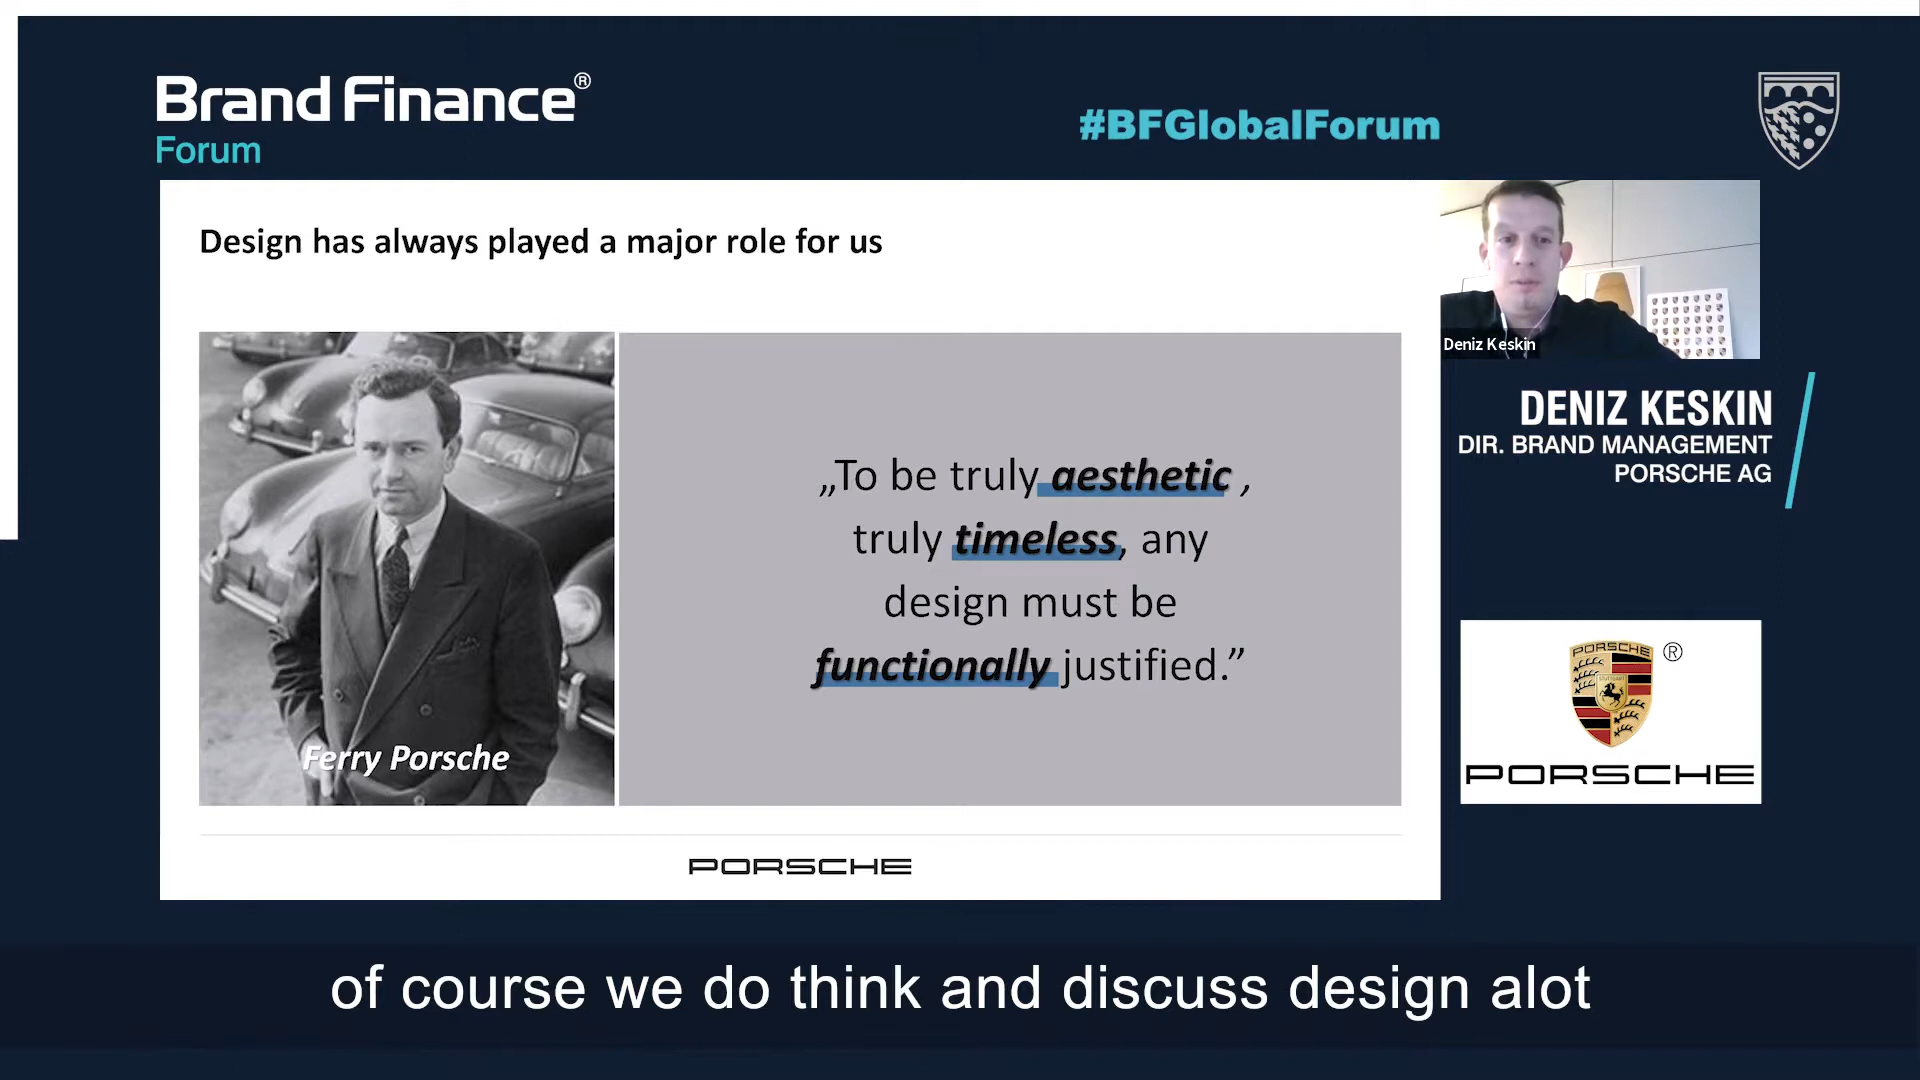 Brand Finance®
Forum
#BFGlobalForum
Design has always played a major role for us
„To be truly aesthetic ,
truly timeless, any
design must be
functionally justified.”
Ferry Porsche
PORSCHE
Deniz Keskin
DENIZ KESKIN
DIR. BRAND MANAGEMENT
PORSCHE AG
PORSCHE
®
STUTTGART
PORSCHE
of course we do think and discuss design alot